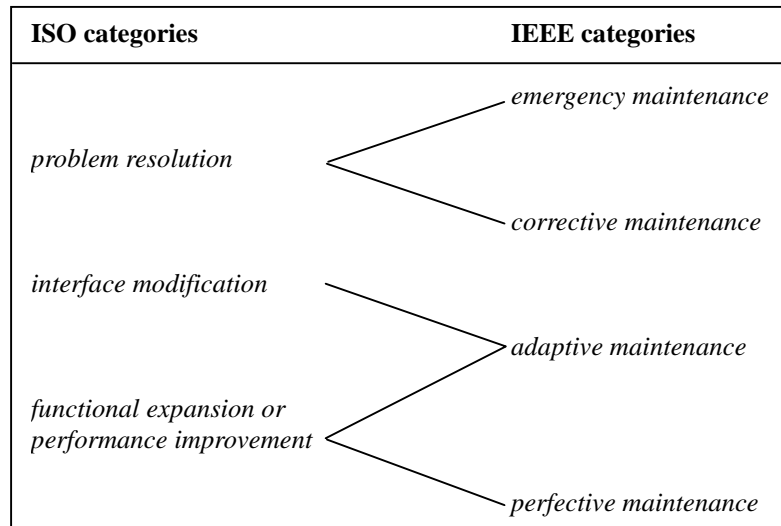 ISO categories IEEE categories
emergency maintenance
problem resolution
corrective maintenance
interface modification
adaptive maintenance
functional expansion or
performance improvement
perfective maintenance